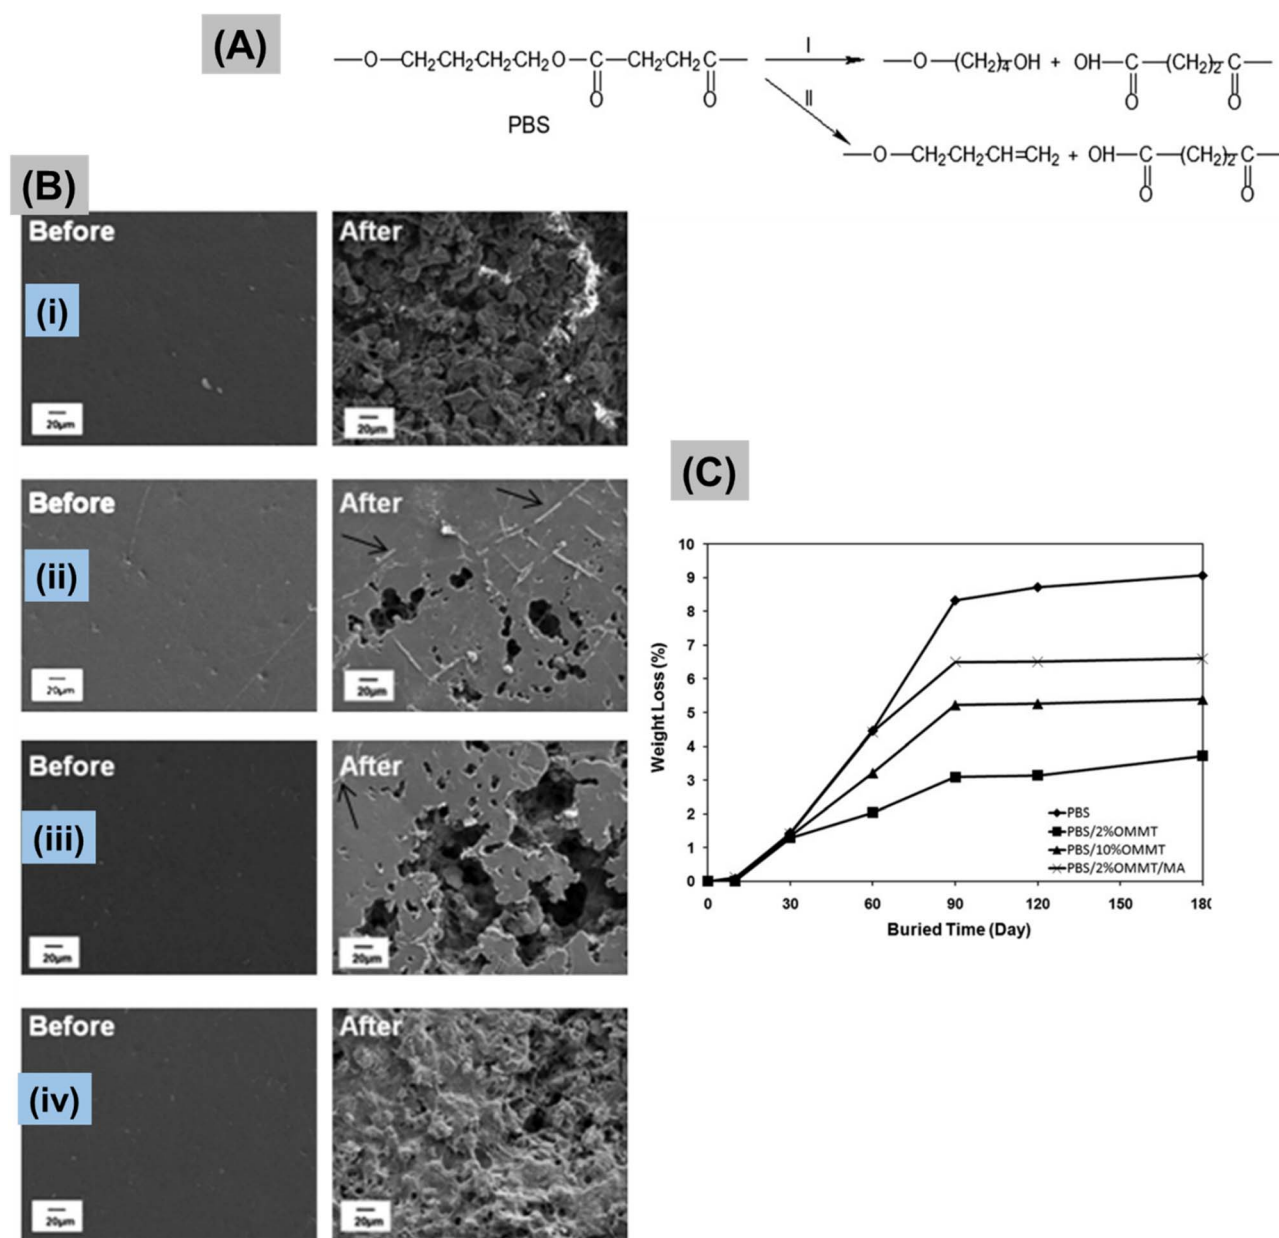 (A)
—O—CH₂CH₂CH₂CH₂O—C—CH₂CH₂C—
O O
PBS
I
II
—O—(CH₂)₄OH + OH—C—(CH₂)₂C—
O O
—O—CH₂CH₂CH=CH₂ + OH—C—(CH₂)₂C—
O O
(B)
Before
After
(i)
20µm
20µm
Before
After
(ii)
20µm
20µm
Before
After
(iii)
20µm
20µm
Before
After
(iv)
20µm
20µm
(C)
10
9
8
7
6
5
4
3
2
1
0
Weight Loss (%)
PBS
PBS/2%OMMT
PBS/10%OMMT
PBS/2%OMMT/MA
0 30 60 90 120 150 180
Buried Time (Day)